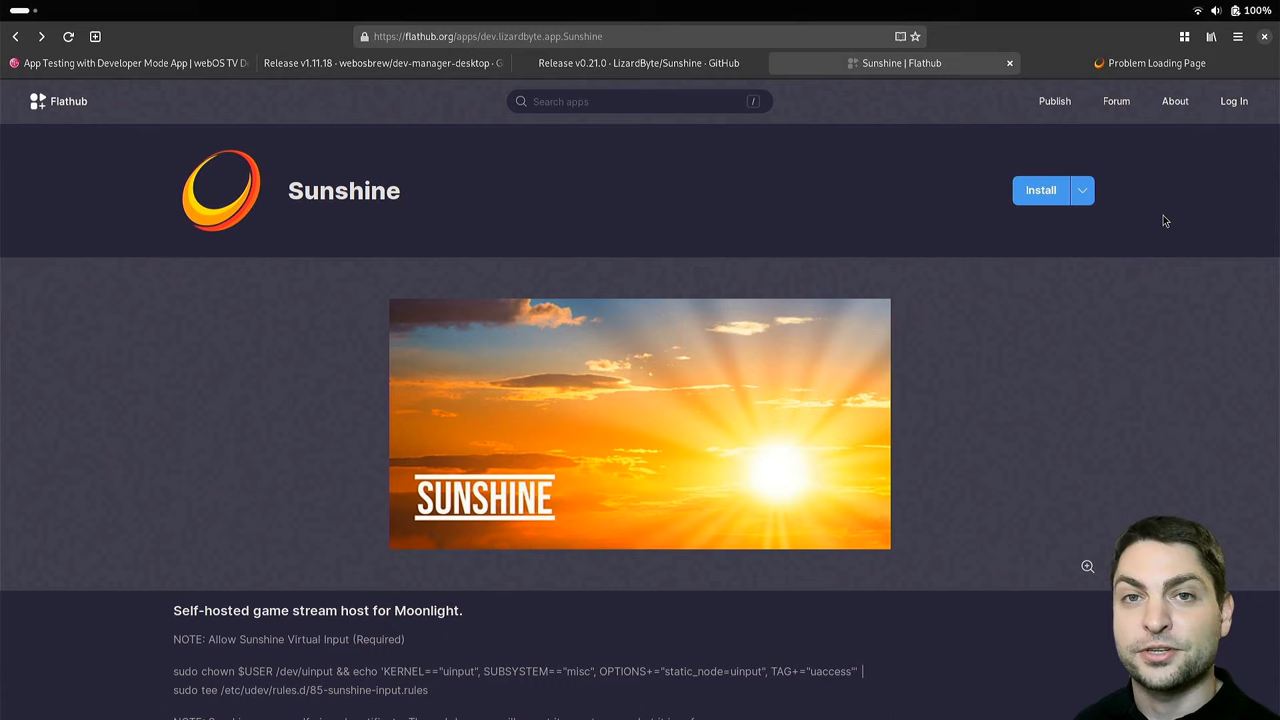 100%
https://flathub.org/apps/dev.lizardbyte.app.Sunshine
App Testing with Developer Mode App | webOS TV D
Release v1.11.18 · webosbrew/dev-manager-desktop · G
Release v0.21.0 · LizardByte/Sunshine · GitHub
Sunshine | Flathub
Problem Loading Page
Flathub
Search apps
/
Publish
Forum
About
Log In
Sunshine
Install
SUNSHINE
Self-hosted game stream host for Moonlight.
NOTE: Allow Sunshine Virtual Input (Required)
sudo chown $USER /dev/uinput && echo 'KERNEL=="uinput", SUBSYSTEM=="misc", OPTIONS+="static_node=uinput", TAG+="uaccess"' |
sudo tee /etc/udev/rules.d/85-sunshine-input.rules